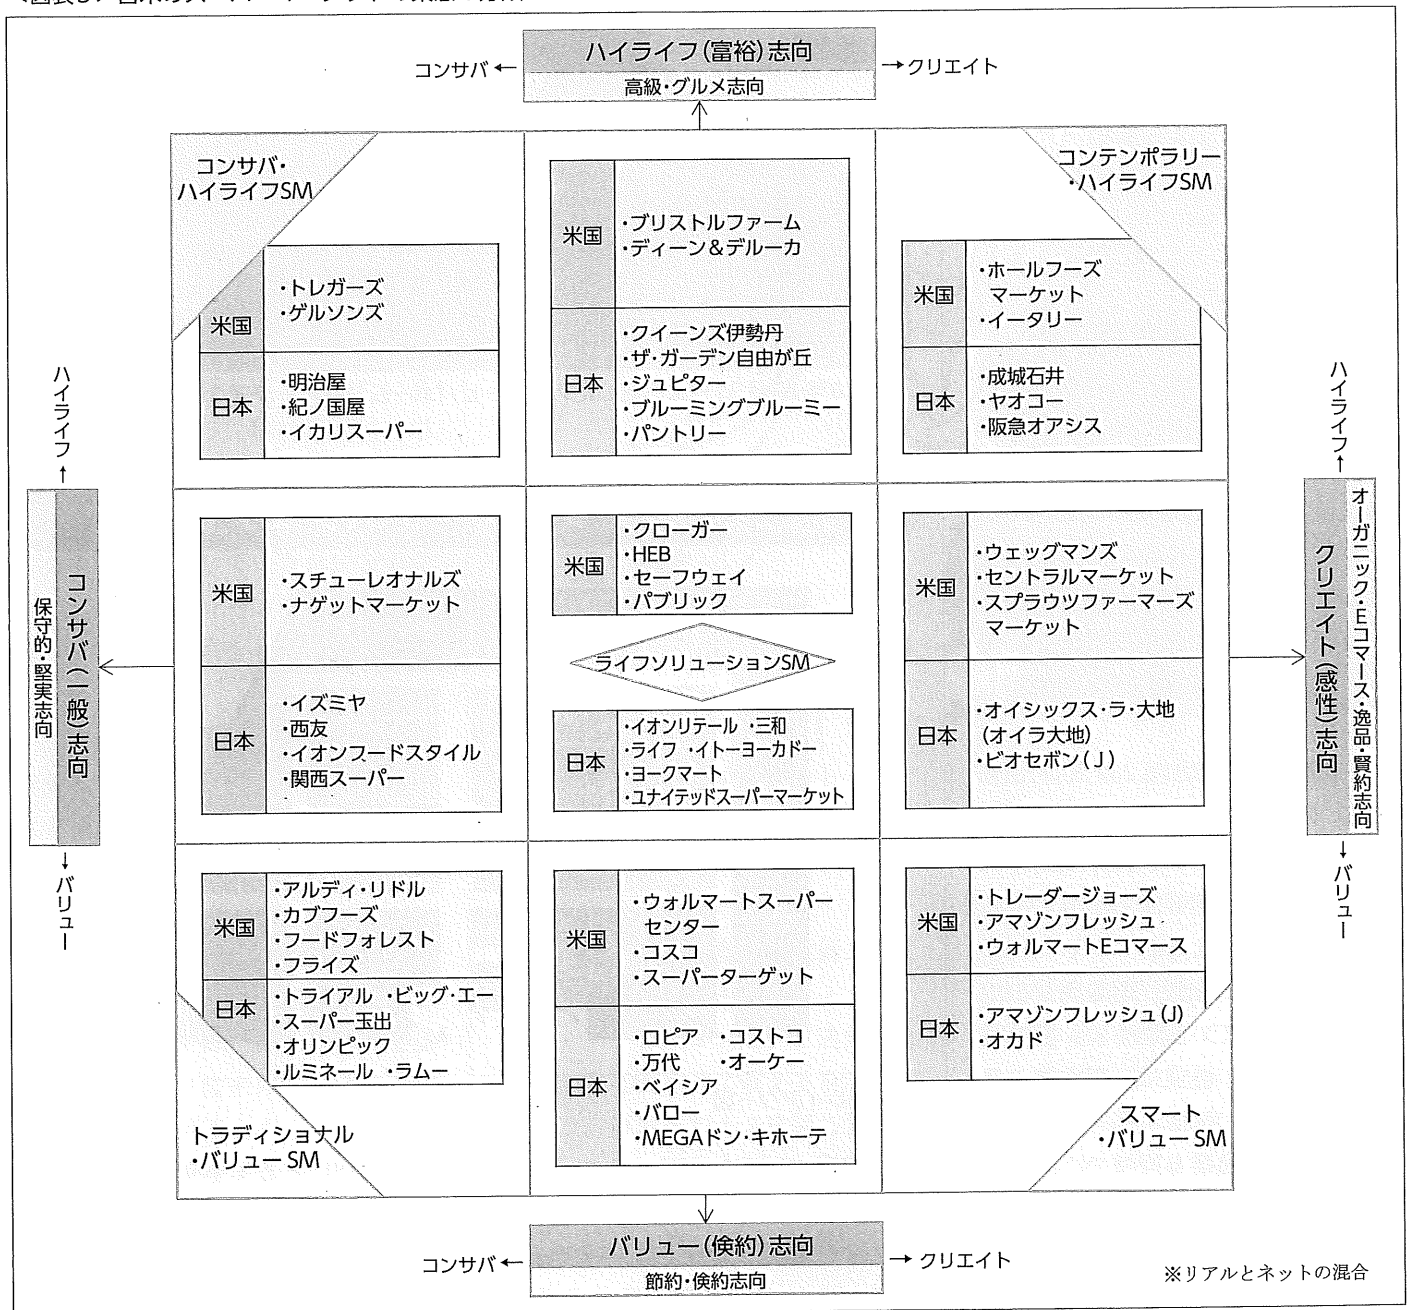 ハイライフ(富裕)志向
コンサバ←
→クリエイト
高級・グルメ志向
コンサバ・
ハイライフSM
米国
・トレガーズ
・ゲルソンズ
日本
・明治屋
・紀ノ国屋
・イカリスーパー
米国
・ブリストルファーム
・ディーン&デルーカ
日本
・クイーンズ伊勢丹
・ザ・ガーデン自由が丘
・ジュピター
・ブルーミングブルーミー
・パントリー
コンテンポラリー
・ハイライフSM
米国
・ホールフーズ
マーケット
・イータリー
日本
・成城石井
・ヤオコー
・阪急オアシス
ハイライフ←
コンサバ(一般)志向
保守的・堅実志向
→バリュー
米国
・スチューレオナルズ
・ナゲットマーケット
日本
・イズミヤ
・西友
・イオンフードスタイル
・関西スーパー
米国
・クローガー
・HEB
・セーフウェイ
・パブリック
ライフソリューションSM
日本
・イオンリテール ・三和
・ライフ ・イトーヨーカドー
・ヨークマート
・ユナイテッドスーパーマーケット
米国
・ウェッグマンズ
・セントラルマーケット
・スプラウツファーマーズ
マーケット
日本
・オイシックス・ラ・大地
(オイラ大地)
・ビオセボン(J)
ハイライフ←
オーガニック・Eコマース・逸品・賢約志向
クリエイト(感性)志向
→バリュー
米国
・アルディ・リドル
・カブフーズ
・フードフォレスト
・フライズ
日本
・トライアル ・ビッグ・エー
・スーパー玉出
・オリンピック
・ルミネール ・ラムー
トラディショナル
・バリューSM
米国
・ウォルマートスーパー
センター
・コスコ
・スーパーターゲット
日本
・ロピア ・コストコ
・万代 ・オーケー
・ベイシア
・バロー
・MEGAドン・キホーテ
米国
・トレーダージョーズ
・アマゾンフレッシュ
・ウォルマートEコマース
日本
・アマゾンフレッシュ(J)
・オカド
スマート
・バリューSM
バリュー(倹約)志向
コンサバ←
→クリエイト
節約・倹約志向
※リアルとネットの混合